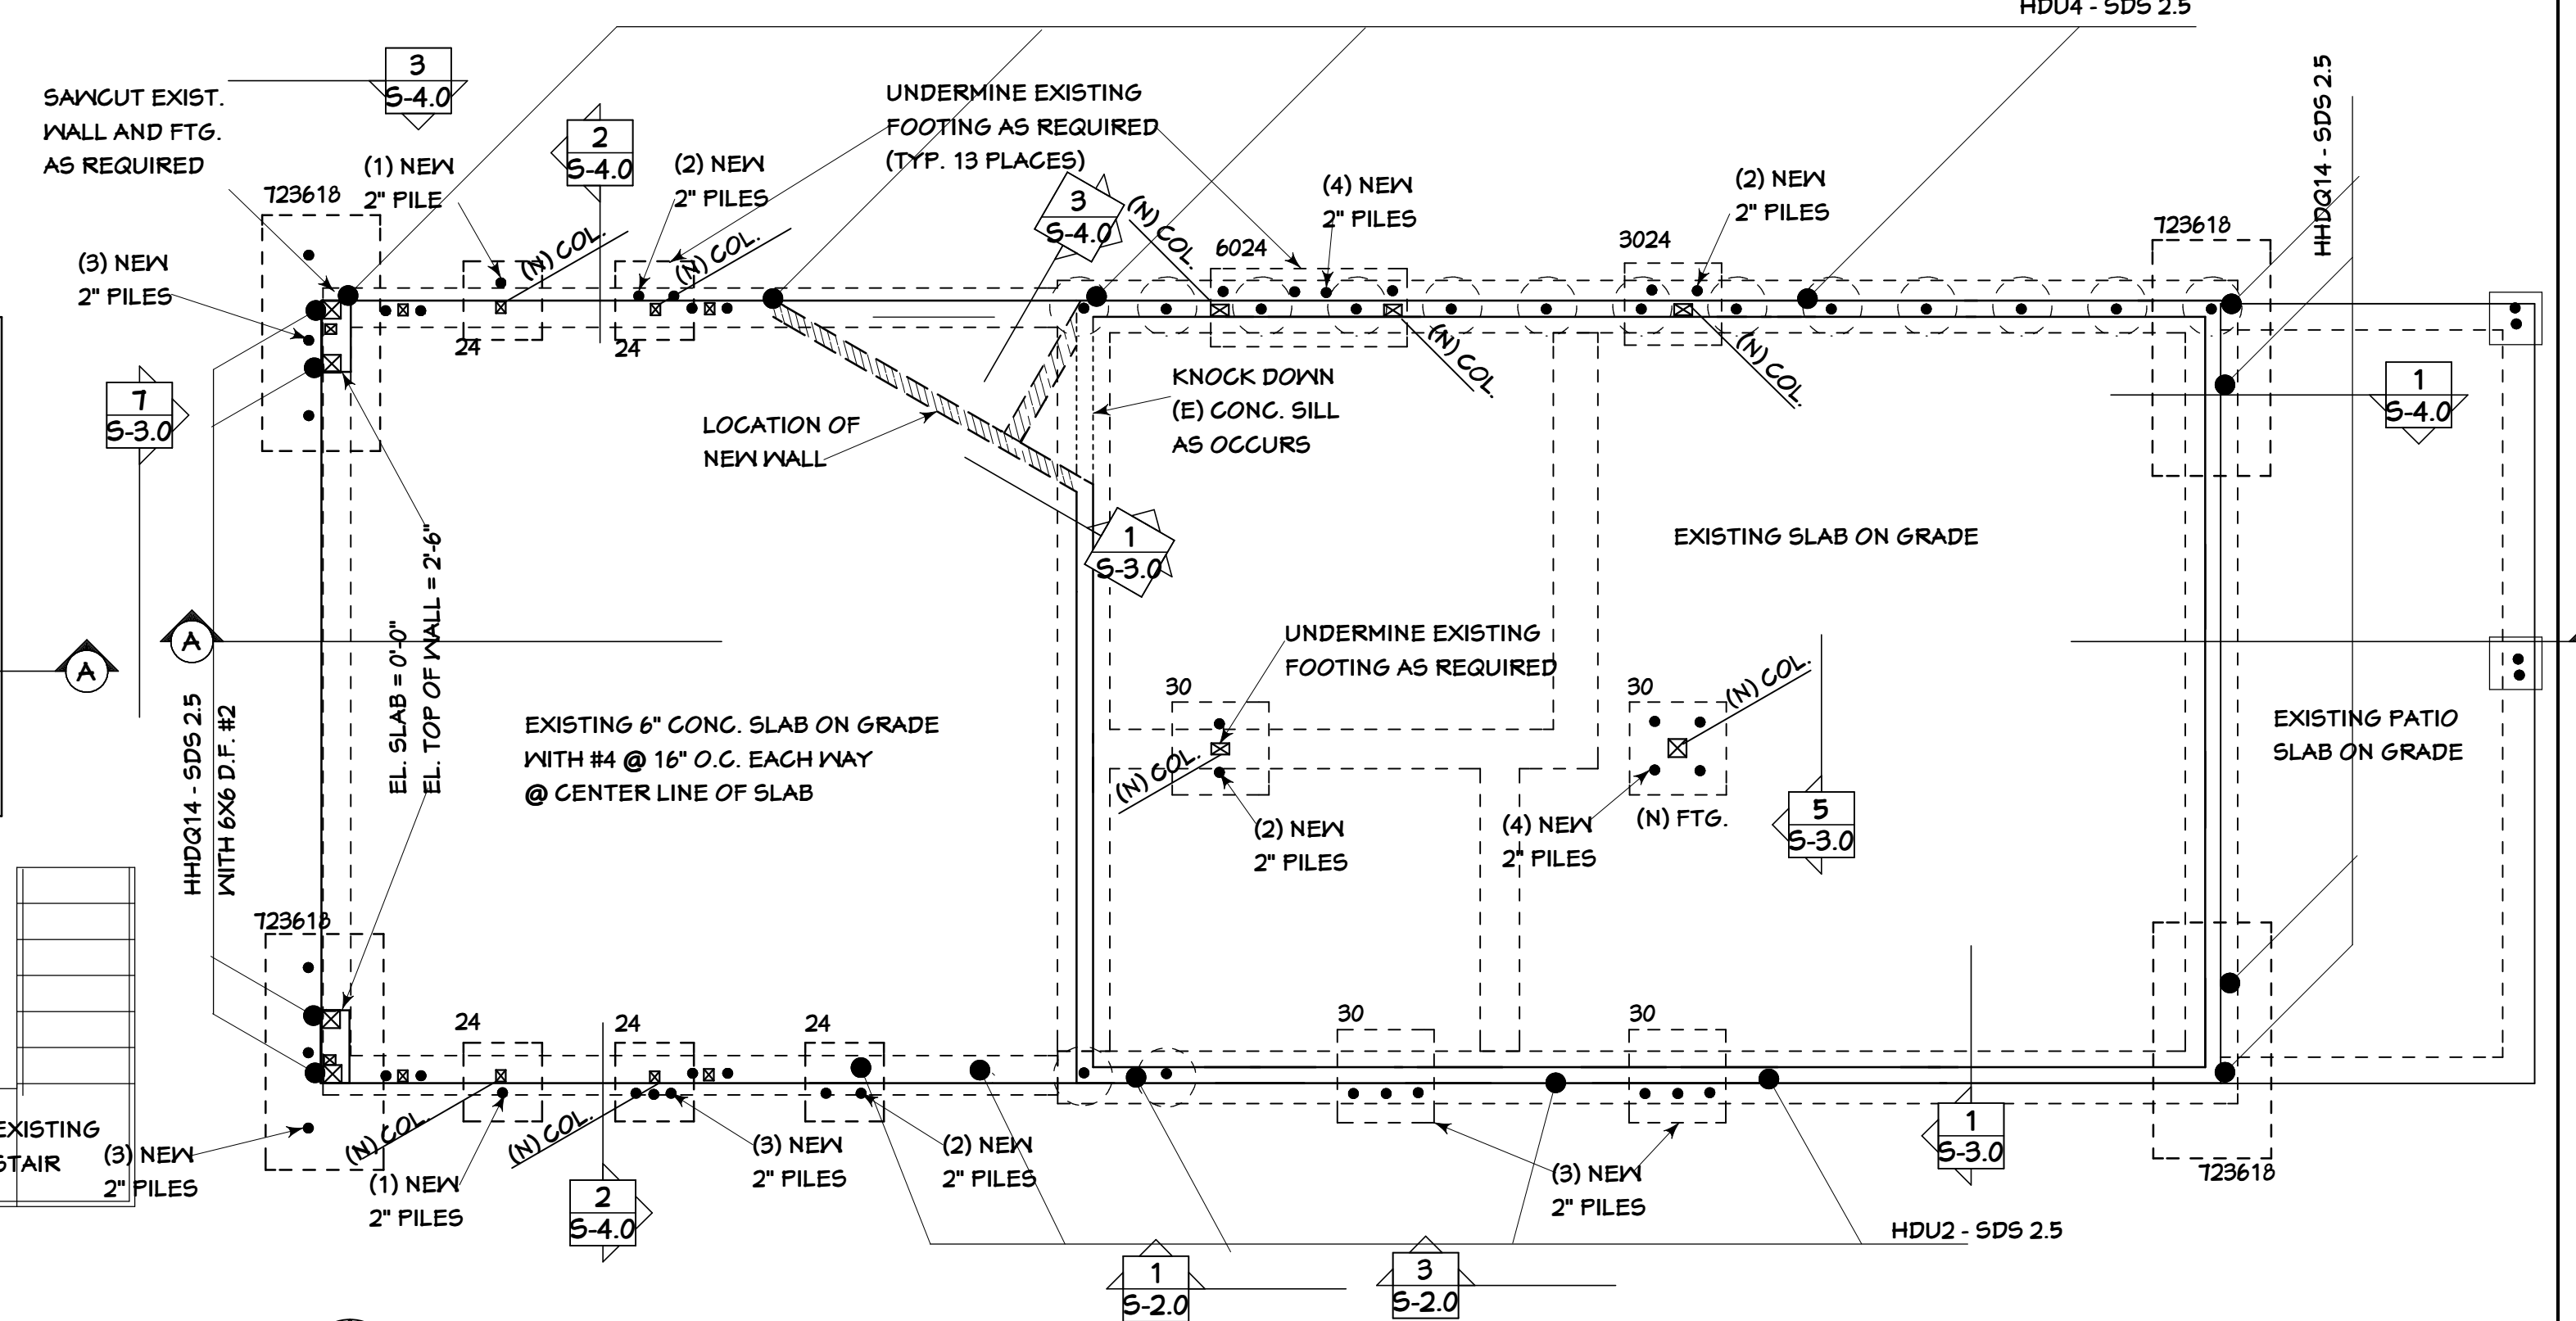 HDU4 - SDS 2.5
3
S-4.0
SAWCUT EXIST.
WALL AND FTG.
AS REQUIRED
2
S-4.0
UNDERMINE EXISTING
FOOTING AS REQUIRED
(TYP. 13 PLACES)
HHDQ14 - SDS 2.5
723618
(1) NEW
2" PILE
(2) NEW
2" PILES
3
S-4.0
(N) COL.
(4) NEW
2" PILES
(2) NEW
2" PILES
723618
(3) NEW
2" PILES
(N) COL.
(N) COL.
6024
3024
24
24
(N) COL.
(N) COL.
7
S-3.0
LOCATION OF
NEW WALL
KNOCK DOWN
(E) CONC. SILL
AS OCCURS
1
S-4.0
1
S-3.0
EXISTING SLAB ON GRADE
A
A
EL. SLAB = 0'-0"
EL. TOP OF WALL = 2'-6"
HHDQ14 - SDS 2.5
WITH 6X6 D.F. #2
UNDERMINE EXISTING
FOOTING AS REQUIRED
30
30
(N) COL.
(N) COL.
EXISTING 6" CONC. SLAB ON GRADE
WITH #4 @ 16" O.C. EACH WAY
@ CENTER LINE OF SLAB
EXISTING PATIO
SLAB ON GRADE
(2) NEW
2" PILES
(4) NEW
2" PILES
(N) FTG.
5
S-3.0
723618
24
24
24
30
30
EXISTING
STAIR
(3) NEW
2" PILES
(N) COL.
(N) COL.
(1) NEW
2" PILES
(3) NEW
2" PILES
(2) NEW
2" PILES
(3) NEW
2" PILES
1
S-3.0
723618
2
S-4.0
HDU2 - SDS 2.5
1
S-2.0
3
S-2.0